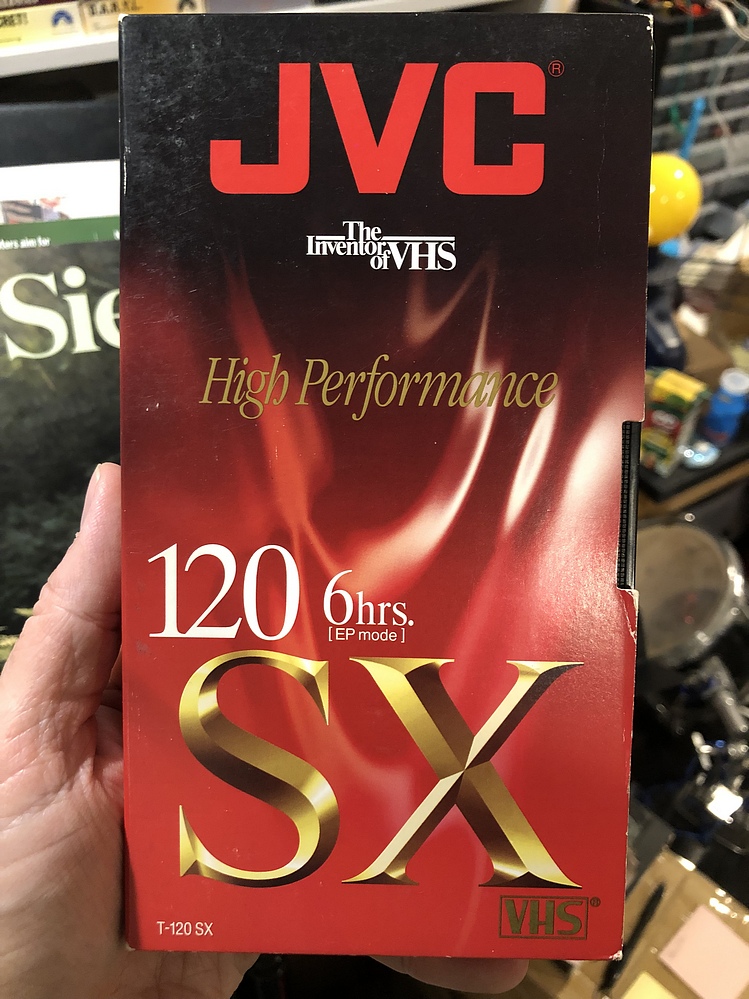 JVC®
The
Inventor
of VHS
High Performance
120 6hrs.
[EP mode]
SX
VHS®
T-120 SX
Sie